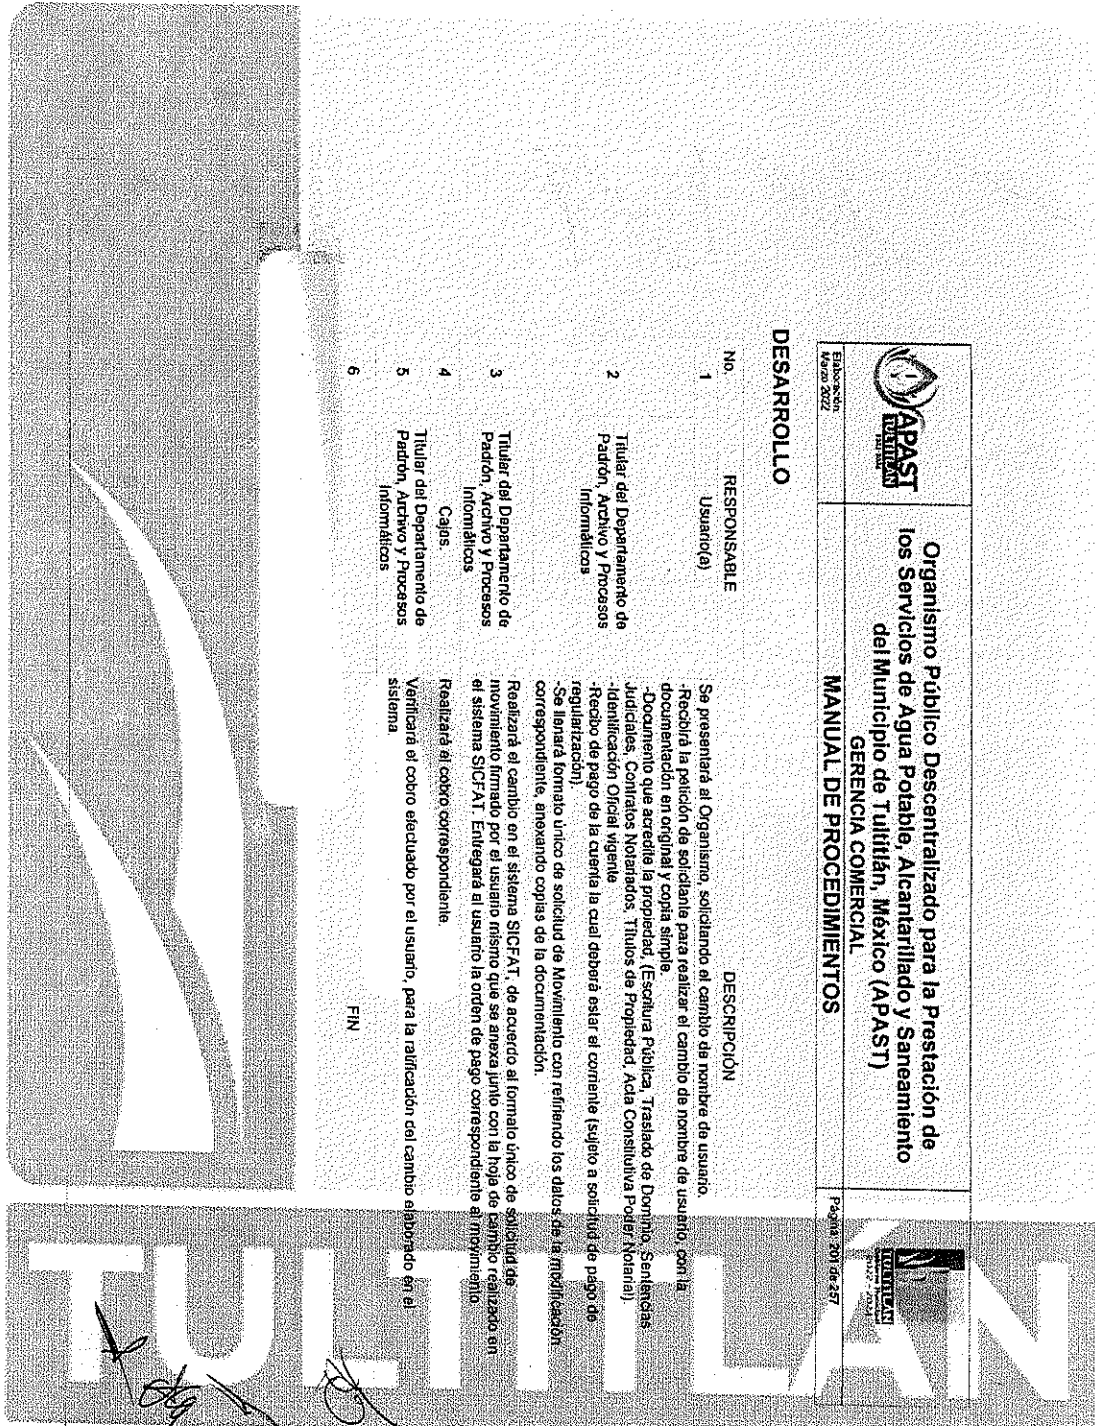 APAST
TULTITLÁN
Organismo Público Descentralizado para la Prestación de
los Servicios de Agua Potable, Alcantarillado y Saneamiento
del Municipio de Tultitlán, México (APAST)
GERENCIA COMERCIAL
TULTITLÁN
Elaboración:
Marzo 2022
MANUAL DE PROCEDIMIENTOS
Página: 201 de 257
DESARROLLO
No. RESPONSABLE DESCRIPCIÓN
1 Usuario(a) Se presentará al Organismo, solicitando el cambio de nombre de usuario.
2 Titular del Departamento de
Padrón, Archivo y Procesos
Informáticos
-Recibirá la petición de solicitante para realizar el cambio de nombre de usuario, con la
documentación en original y copia simple.
-Documento que acredite la propiedad, (Escritura Pública, Traslado de Dominio, Sentencias
Judiciales, Contratos Notariados, Títulos de Propiedad, Acta Constitutiva Poder Notarial).
-Identificación Oficial vigente
-Recibo de pago de la cuenta la cual deberá estar al corriente (sujeto a solicitud de pago de
regularización)
-Se llenará formato único de solicitud de Movimiento con refiriendo los datos de la modificación
correspondiente, anexando copias de la documentación.
3 Titular del Departamento de
Padrón, Archivo y Procesos
Informáticos
Realizará el cambio en el sistema SICFAT, de acuerdo al formato único de solicitud de
movimiento firmado por el usuario mismo que se anexa junto con la hoja de cambio realizado en
el sistema SICFAT. Entregará al usuario la orden de pago correspondiente al movimiento
4 Cajas. Realizará el cobro correspondiente.
5 Titular del Departamento de
Padrón, Archivo y Procesos
Informáticos
Verificará el cobro efectuado por el usuario, para la ratificación del cambio elaborado en el
sistema.
6 FIN
TULTITLÁN